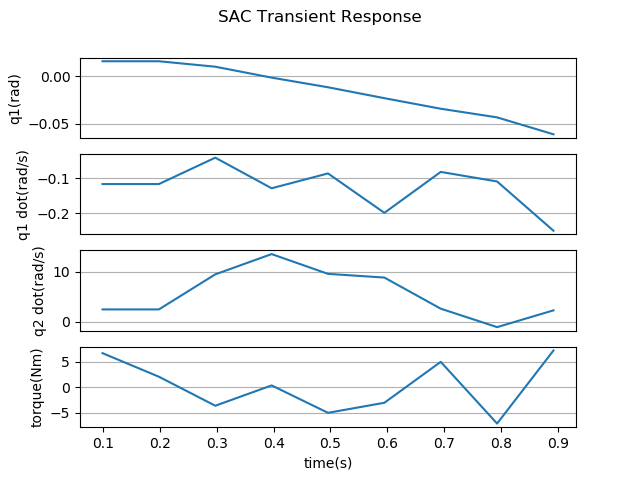 SAC Transient Response
q1(rad)
0.00
−0.05
q1 dot(rad/s)
−0.1
−0.2
q2 dot(rad/s)
10
0
torque(Nm)
5
0
−5
0.1 0.2 0.3 0.4 0.5 0.6 0.7 0.8 0.9
time(s)